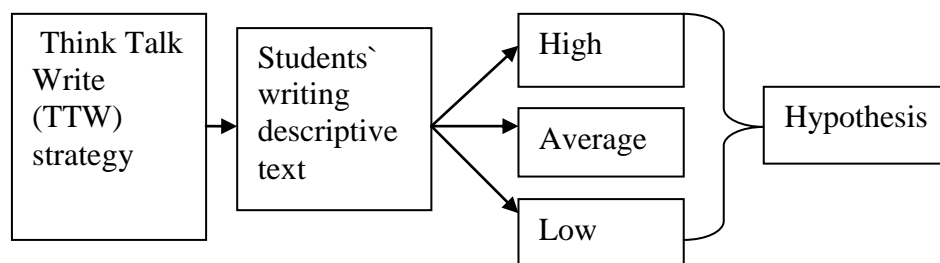 Think Talk
Write
(TTW)
strategy
Students`
writing
descriptive
text
High
Average
Low
Hypothesis